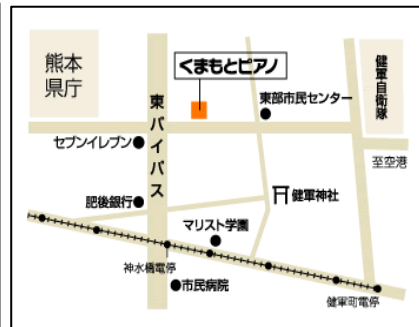 熊本
県庁
くまもとピアノ
健軍自衛隊
東バイパス
東部市民センター
セブンイレブン
至空港
肥後銀行
健軍神社
マリスト学園
神水橋電停
市民病院
健軍町電停